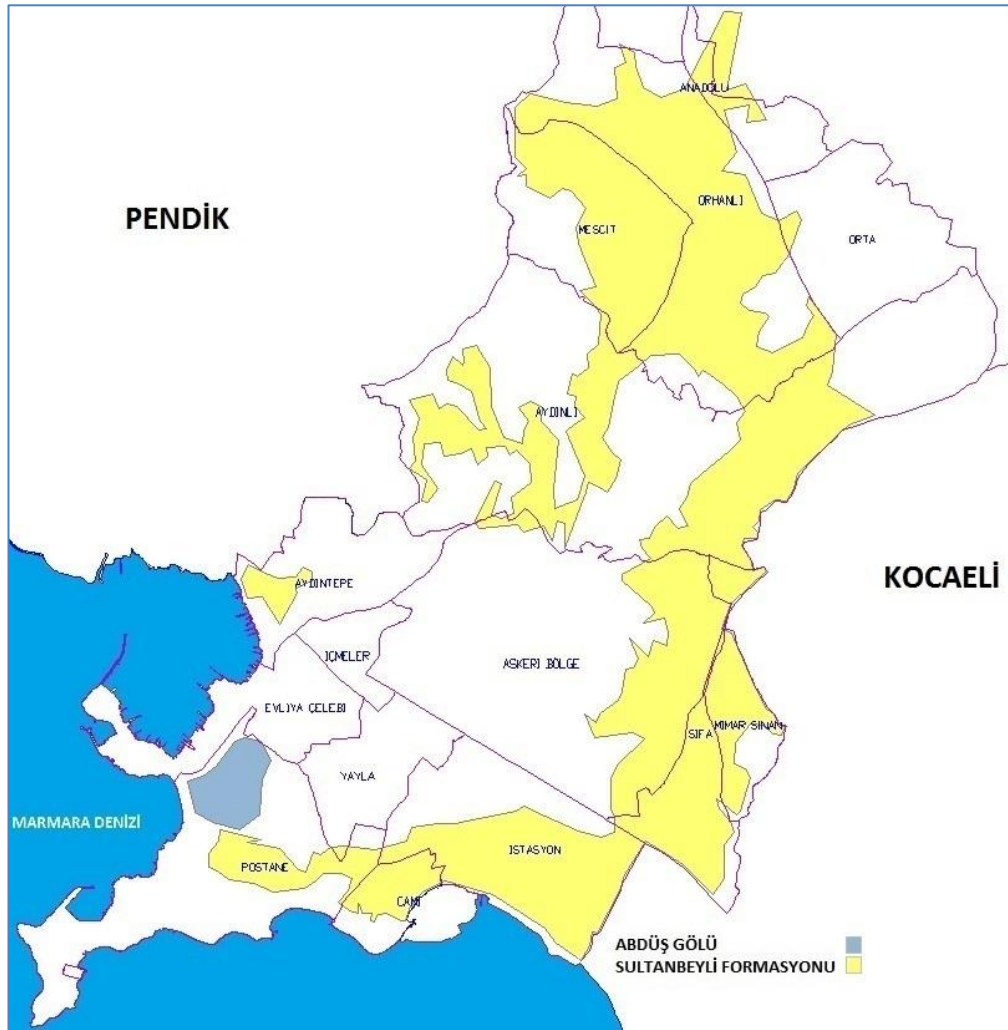 ANADOLU
PENDİK
ORHANLI
MESCİT
ORTA
AYDINLI
KOCAELİ
AYDINTEPE
İÇMELER
ASKERİ BÖLGE
EVLİYA ÇELEBİ
MİMAR SİNAN
ŞİFA
YAYLA
MARMARA DENİZİ
İSTASYON
POSTANE
CAMİ
ABDÜŞ GÖLÜ
SULTANBEYLİ FORMASYONU